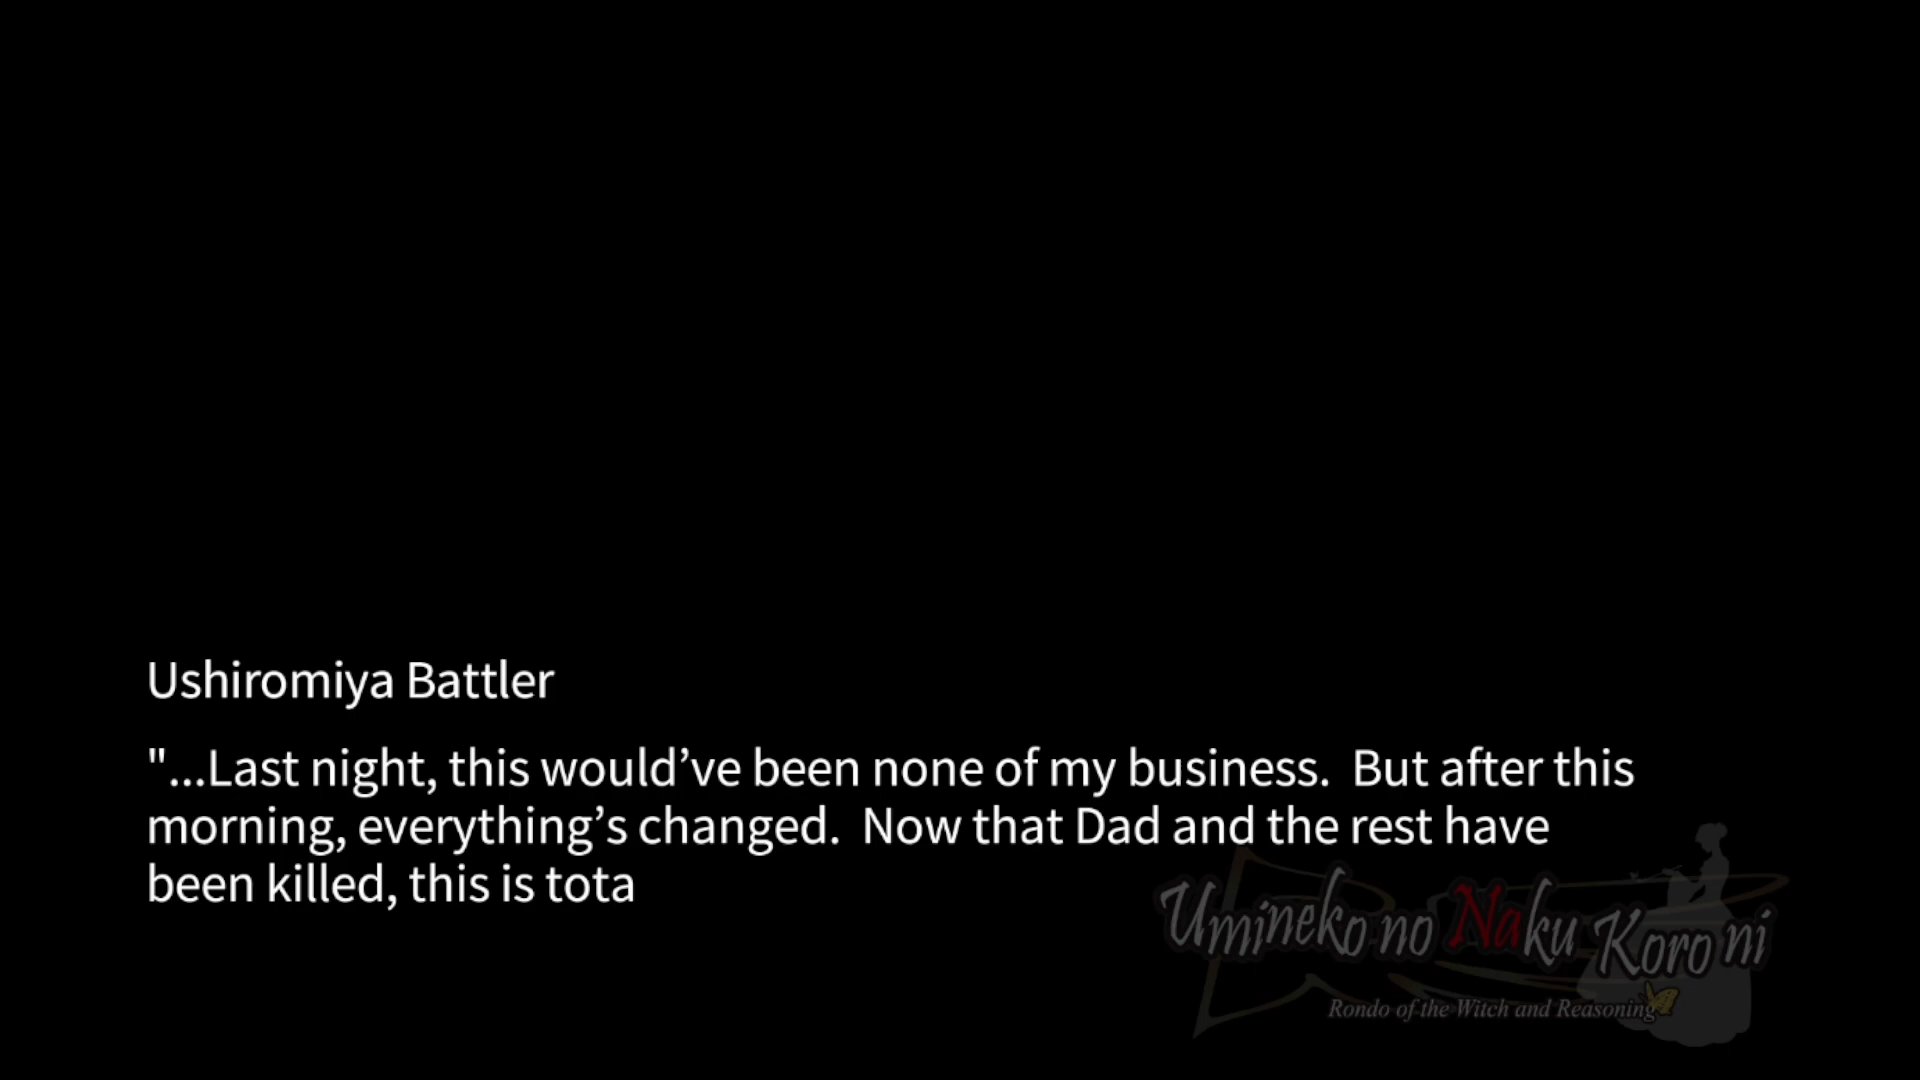 Ushiromiya Battler
"...Last night, this would’ve been none of my business.  But after this
morning, everything’s changed.  Now that Dad and the rest have
been killed, this is tota
Umineko no Naku Koro ni
Rondo of the Witch and Reasoning